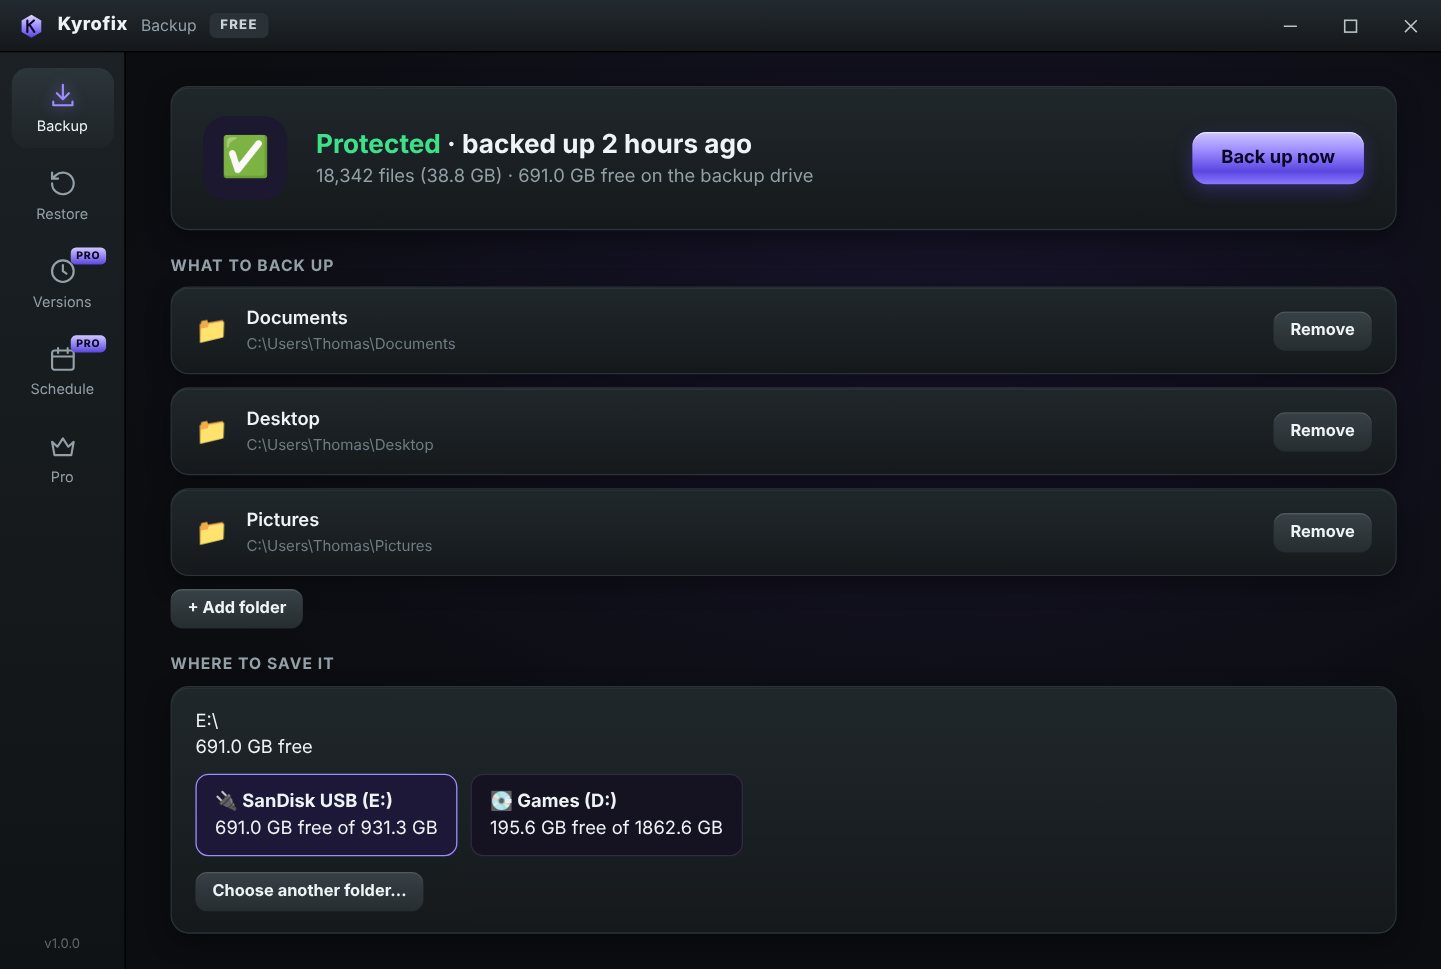 Kyrofix Backup FREE
Backup
Restore
PRO
Versions
PRO
Schedule
Pro
v1.0.0
Protected · backed up 2 hours ago
18,342 files (38.8 GB) · 691.0 GB free on the backup drive
Back up now
WHAT TO BACK UP
Documents
C:\Users\Thomas\Documents
Remove
Desktop
C:\Users\Thomas\Desktop
Remove
Pictures
C:\Users\Thomas\Pictures
Remove
+ Add folder
WHERE TO SAVE IT
E:\
691.0 GB free
SanDisk USB (E:)
691.0 GB free of 931.3 GB
Games (D:)
195.6 GB free of 1862.6 GB
Choose another folder...